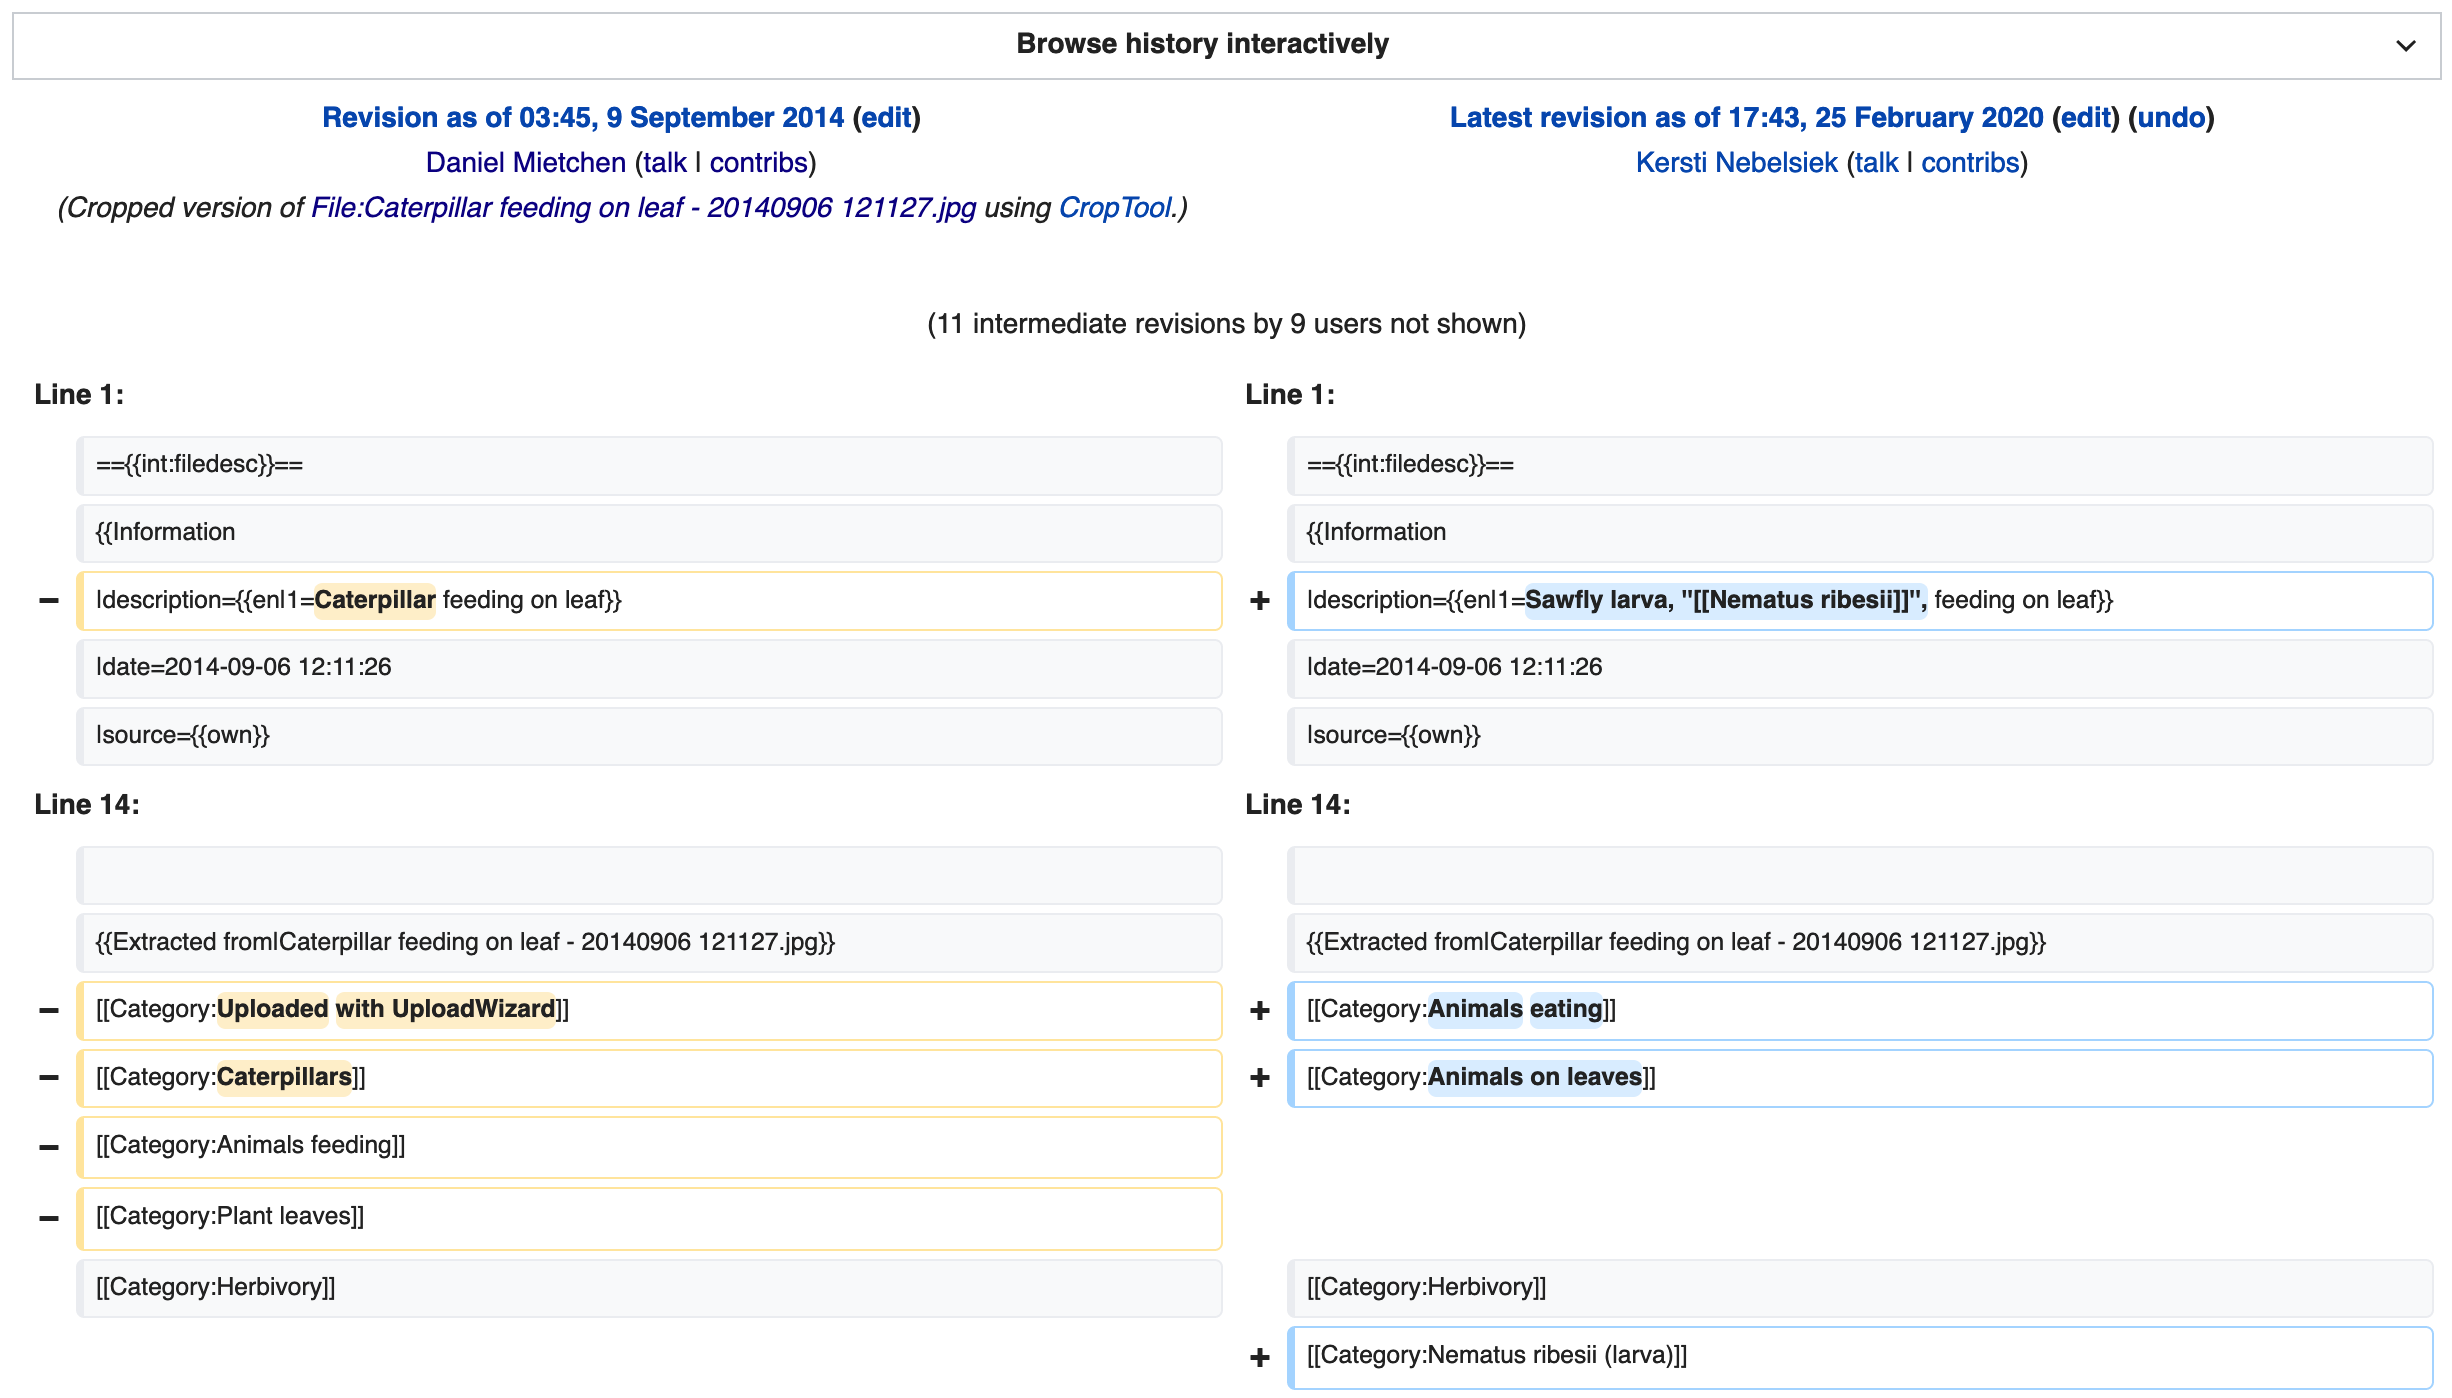 Browse history interactively
Revision as of 03:45, 9 September 2014 (edit)
Daniel Mietchen (talk | contribs)
(Cropped version of File:Caterpillar feeding on leaf - 20140906 121127.jpg using CropTool.)
Latest revision as of 17:43, 25 February 2020 (edit) (undo)
Kersti Nebelsiek (talk | contribs)
(11 intermediate revisions by 9 users not shown)
Line 1:
Line 1:
=={{int:filedesc}}==
=={{int:filedesc}}==
{{Information
{{Information
− |description={{en|1=Caterpillar feeding on leaf}}
+ |description={{en|1=Sawfly larva, "[[Nematus ribesii]]", feeding on leaf}}
|date=2014-09-06 12:11:26
|date=2014-09-06 12:11:26
|source={{own}}
|source={{own}}
Line 14:
Line 14:
{{Extracted from|Caterpillar feeding on leaf - 20140906 121127.jpg}}
{{Extracted from|Caterpillar feeding on leaf - 20140906 121127.jpg}}
− [[Category:Uploaded with UploadWizard]]
+ [[Category:Animals eating]]
− [[Category:Caterpillars]]
+ [[Category:Animals on leaves]]
− [[Category:Animals feeding]]
− [[Category:Plant leaves]]
[[Category:Herbivory]]
[[Category:Herbivory]]
+ [[Category:Nematus ribesii (larva)]]